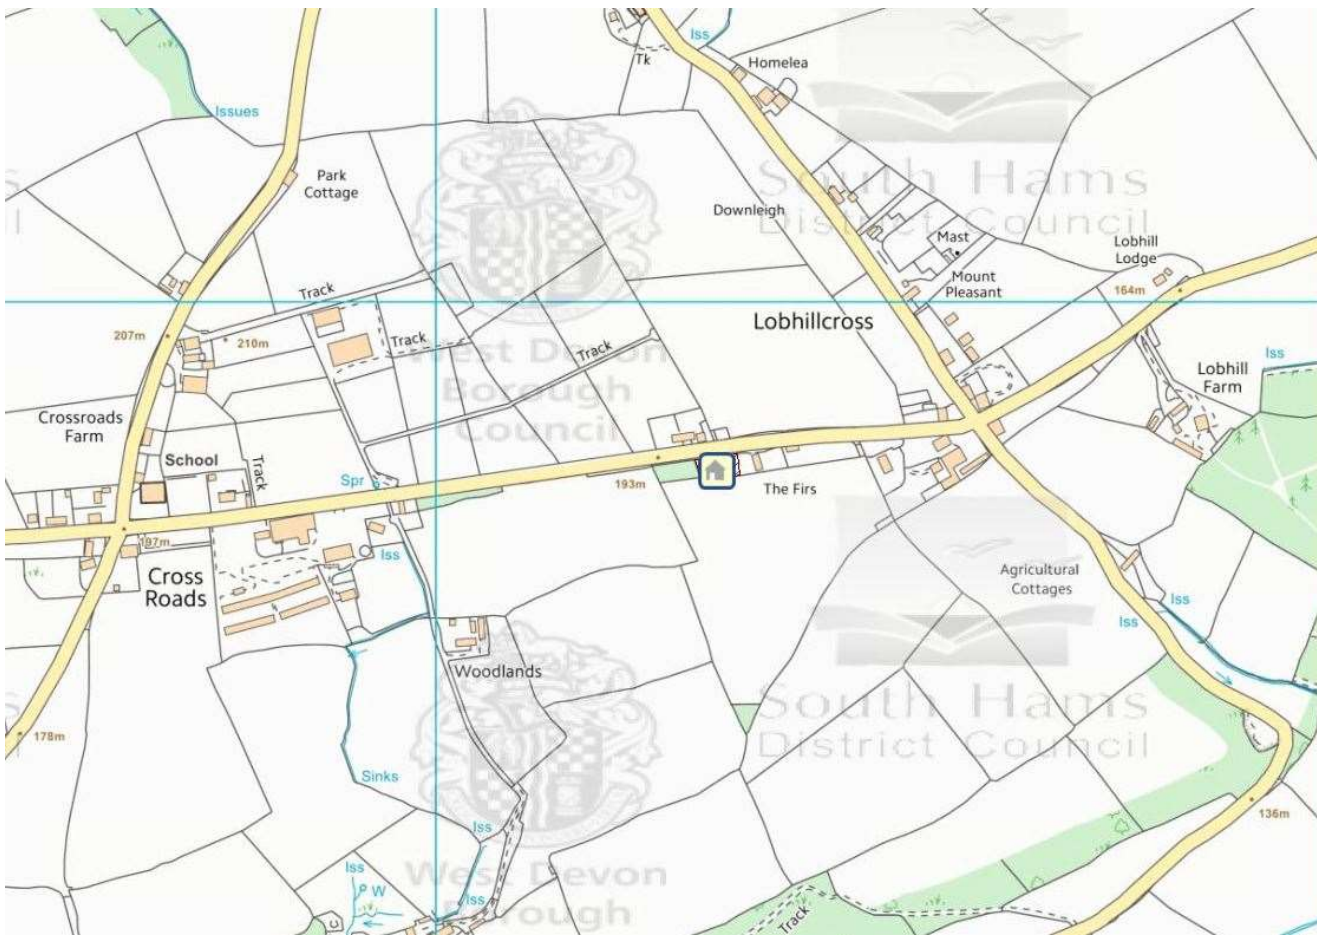 Iss
Tk
Homelea
Issues
Park
Cottage
South Hams
District Council
Downleigh
Mast
Lobhill
Lodge
Mount
Pleasant
164m
Track
207m
210m
Lobhillcross
Track
Track
West Devon
Borough
Council
Iss
Lobhill
Farm
Crossroads
Farm
School
Track
Spr
193m
The Firs
197m
Iss
Cross
Roads
Agricultural
Cottages
Iss
Iss
Woodlands
South Hams
District Council
178m
Sinks
136m
Iss
Iss
W
West Devon
Borough
Iss
Track